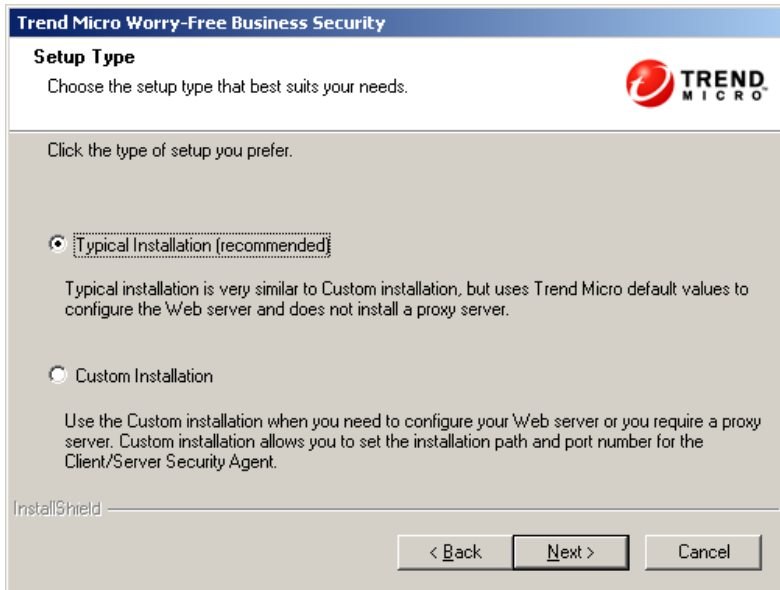 Trend Micro Worry-Free Business Security
Setup Type
Choose the setup type that best suits your needs.
TREND
MICRO
Click the type of setup you prefer.
Typical Installation (recommended)
Typical installation is very similar to Custom installation, but uses Trend Micro default values to
configure the Web server and does not install a proxy server.
Custom Installation
Use the Custom installation when you need to configure your Web server or you require a proxy
server. Custom installation allows you to set the installation path and port number for the
Client/Server Security Agent.
InstallShield
< Back
Next >
Cancel